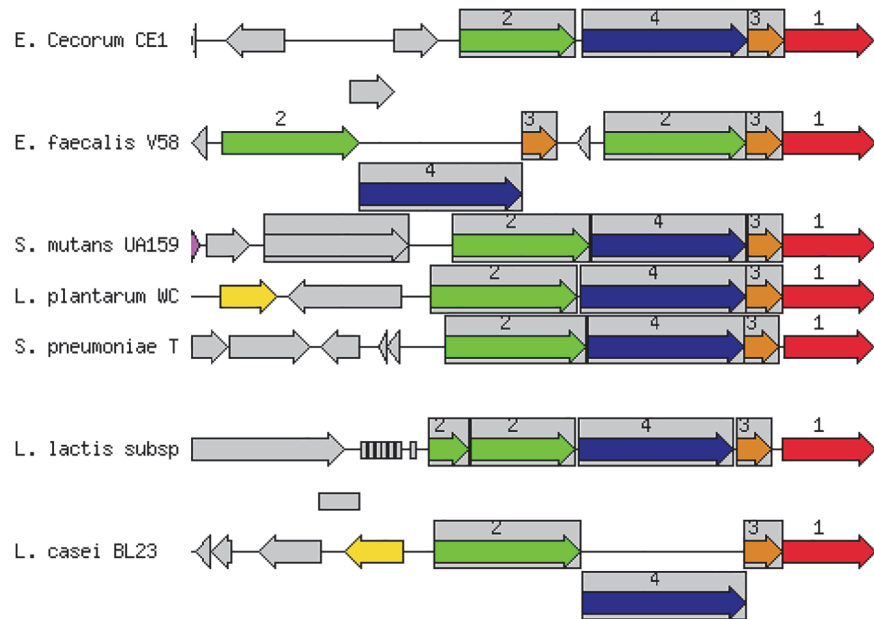 2 4 3 1
E. Cecorum CE1
2 3 2 3 1
E. faecalis V58
4
2 4 3 1
S. mutans UA159
2 4 3 1
L. plantarum WC
2 4 3 1
S. pneumoniae T
2 2 4 3 1
L. lactis subsp
2 3 1
L. casei BL23
4